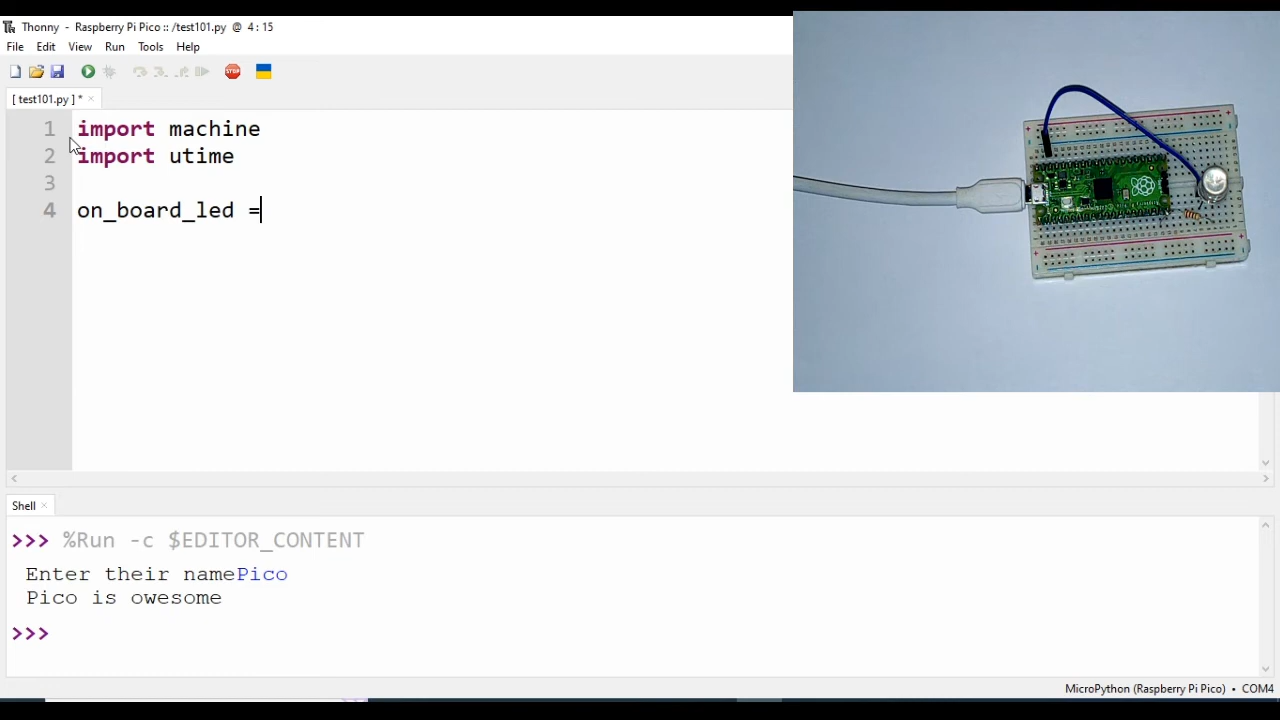 Thonny - Raspberry Pi Pico :: /test101.py @ 4 : 15
File Edit View Run Tools Help
STOP
[ test101.py ] *
1 import machine
2 import utime
3
4 on_board_led =
Shell
>>> %Run -c $EDITOR_CONTENT
Enter their namePico
Pico is owesome
>>>
MicroPython (Raspberry Pi Pico) • COM4